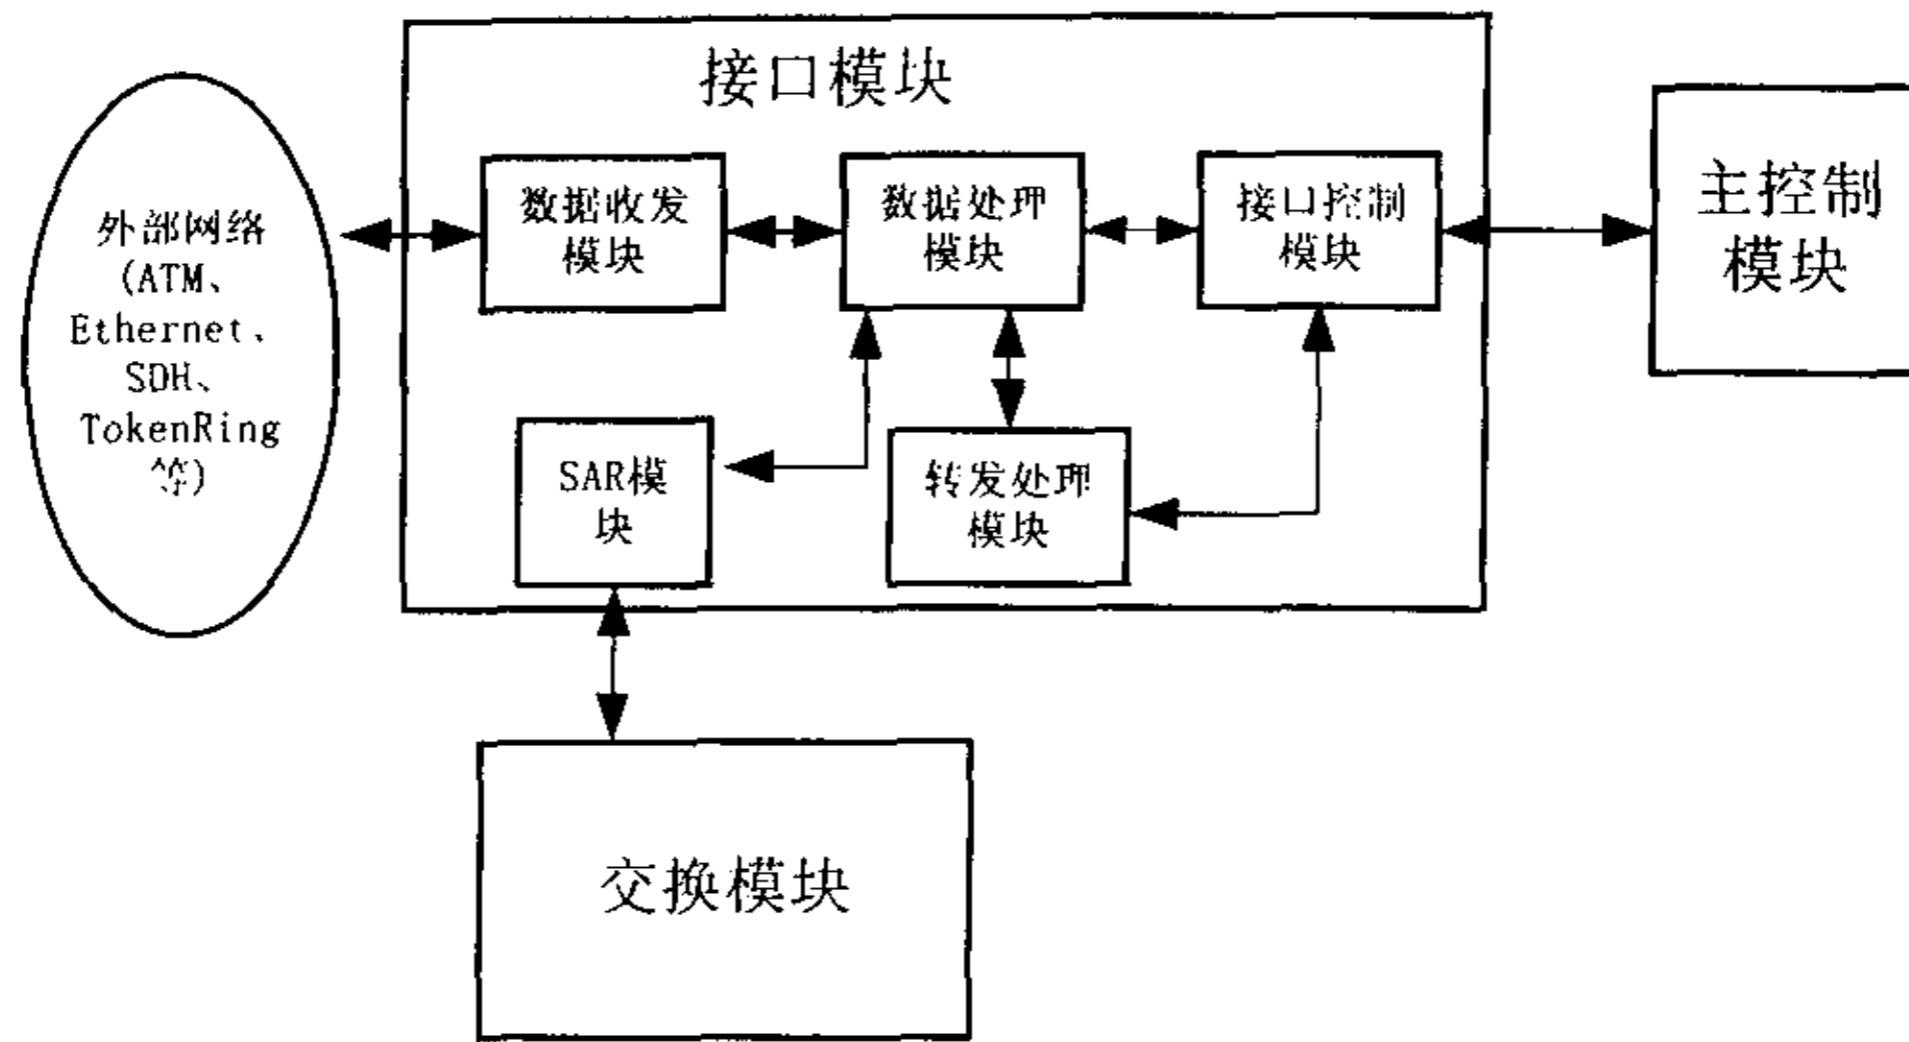 接口模块
外部网络
(ATM、
Ethernet、
SDH、
TokenRing
等)
数据收发
模块
数据处理
模块
接口控制
模块
主控制
模块
SAR模
块
转发处理
模块
交换模块